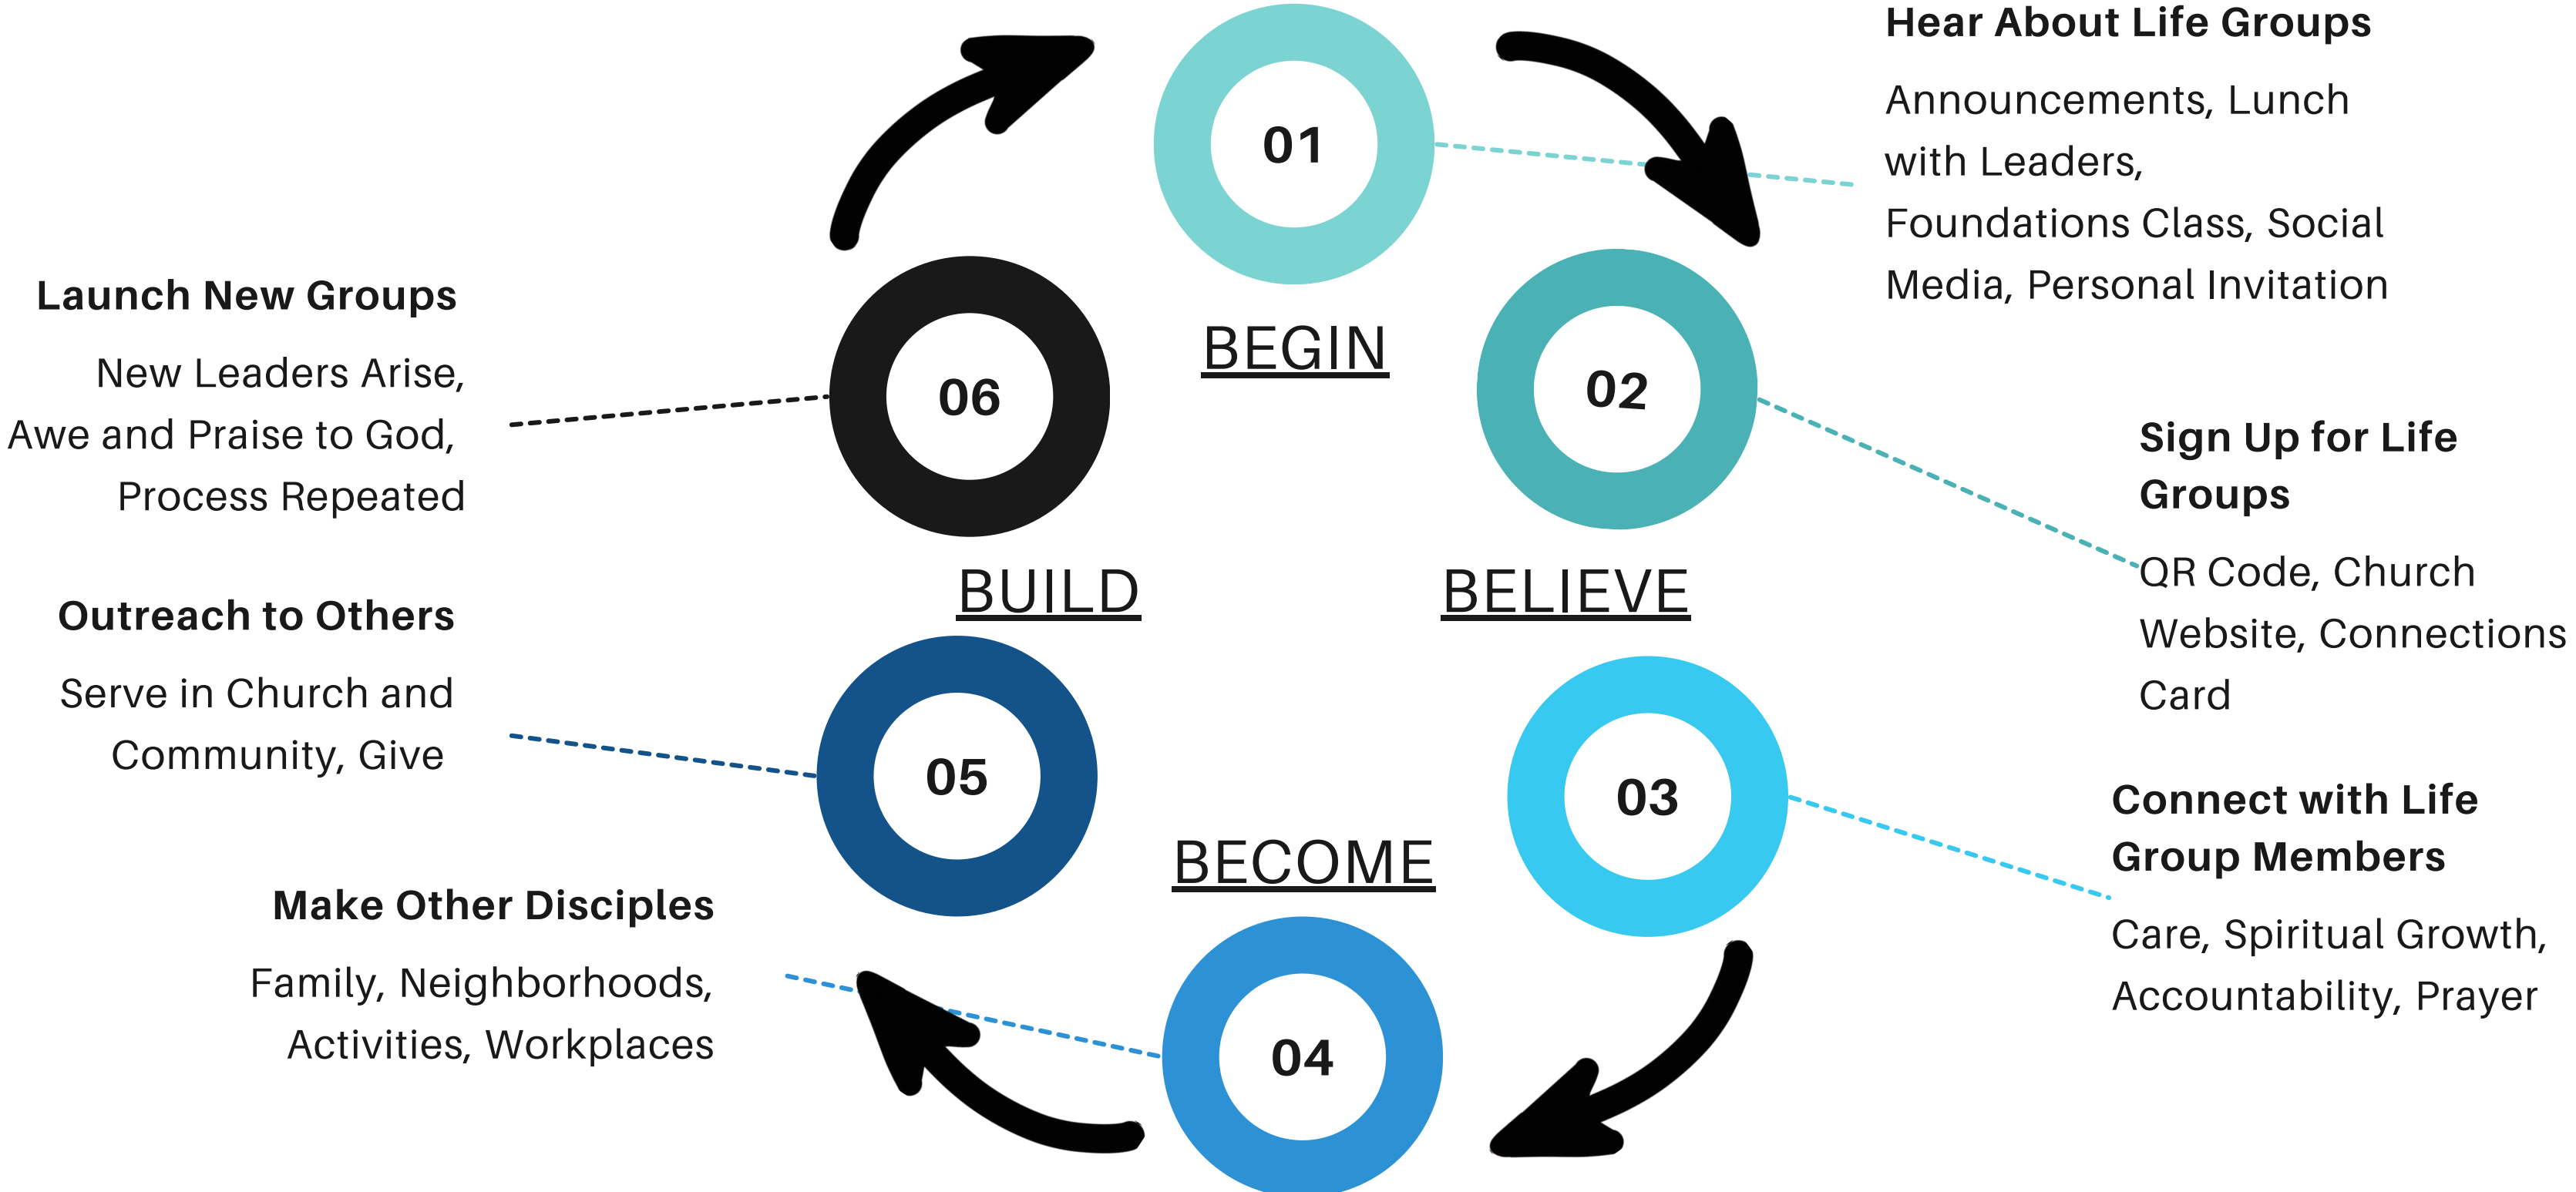 Hear About Life Groups
Announcements, Lunch
with Leaders,
Foundations Class, Social
Media, Personal Invitation
01
BEGIN
02
Sign Up for Life
Groups
QR Code, Church
Website, Connections
Card
BELIEVE
03
Connect with Life
Group Members
Care, Spiritual Growth,
Accountability, Prayer
BECOME
04
Make Other Disciples
Family, Neighborhoods,
Activities, Workplaces
05
Outreach to Others
Serve in Church and
Community, Give
BUILD
06
Launch New Groups
New Leaders Arise,
Awe and Praise to God,
Process Repeated